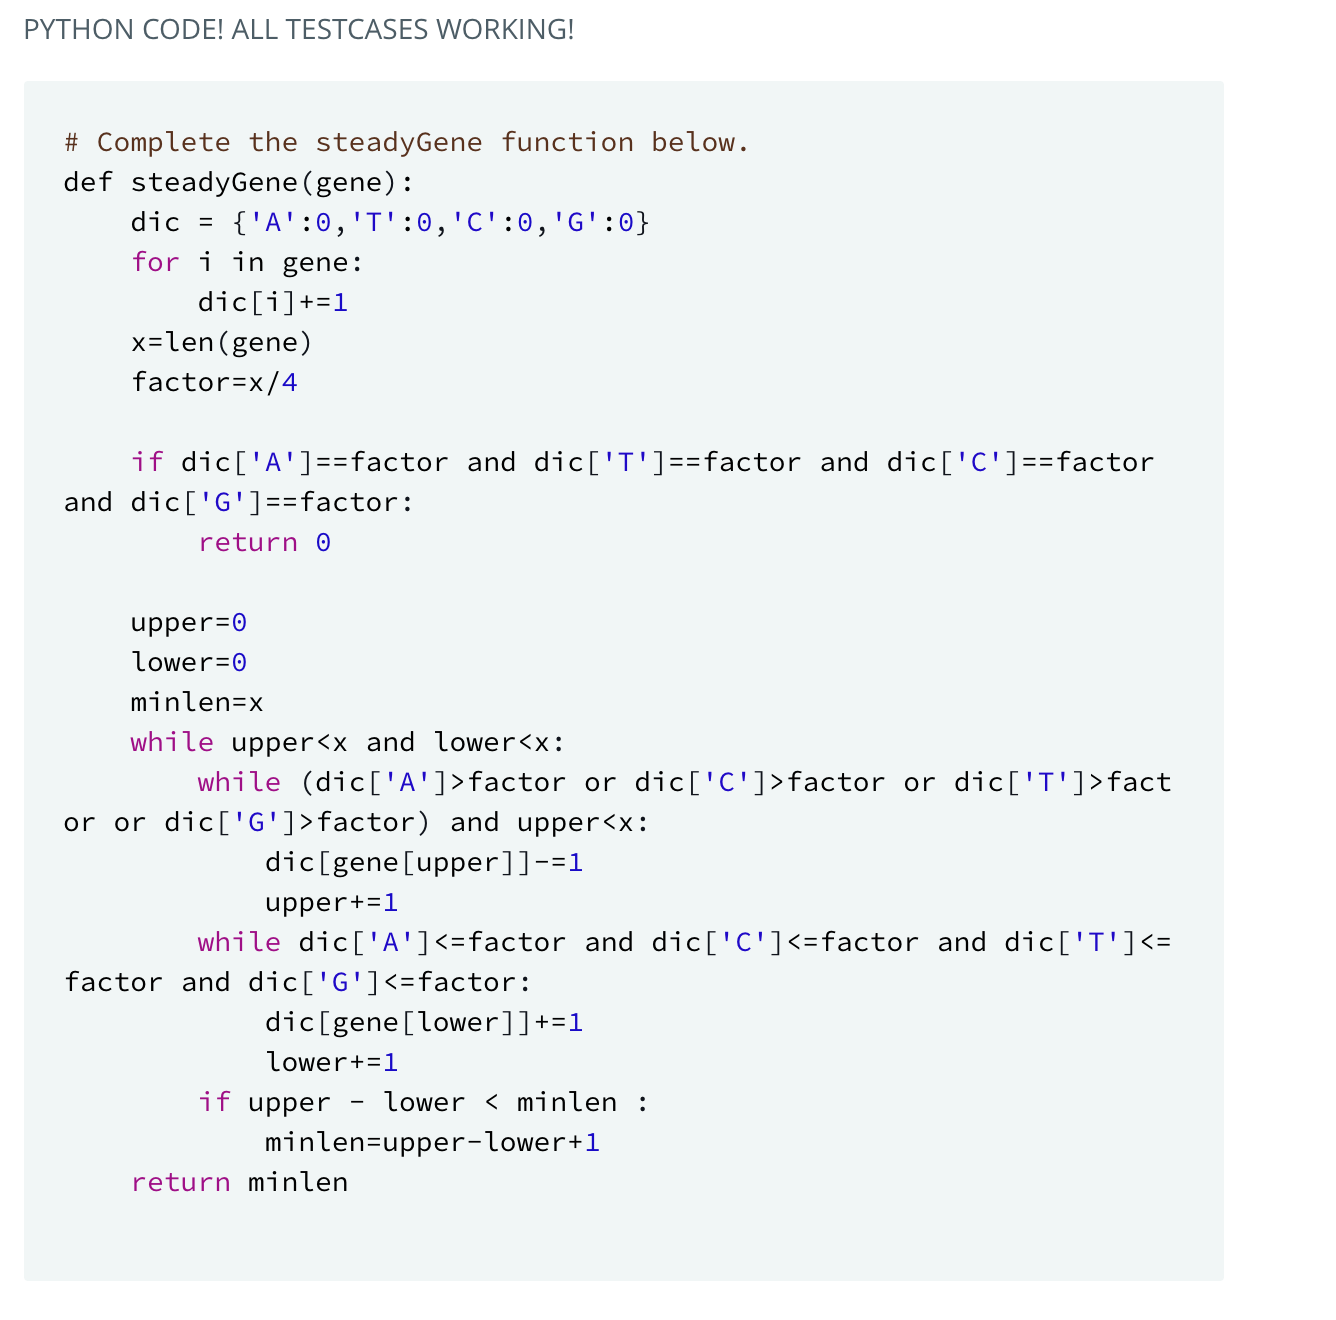 PYTHON CODE! ALL TESTCASES WORKING!
# Complete the steadyGene function below.
def steadyGene(gene):
    dic = {'A':0,'T':0,'C':0,'G':0}
    for i in gene:
        dic[i]+=1
    x=len(gene)
    factor=x/4
    if dic['A']==factor and dic['T']==factor and dic['C']==factor
and dic['G']==factor:
        return 0
    upper=0
    lower=0
    minlen=x
    while upper<x and lower<x:
        while (dic['A']>factor or dic['C']>factor or dic['T']>fact
or or dic['G']>factor) and upper<x:
            dic[gene[upper]]-=1
            upper+=1
        while dic['A']<=factor and dic['C']<=factor and dic['T']<=
factor and dic['G']<=factor:
            dic[gene[lower]]+=1
            lower+=1
        if upper - lower < minlen :
            minlen=upper-lower+1
    return minlen